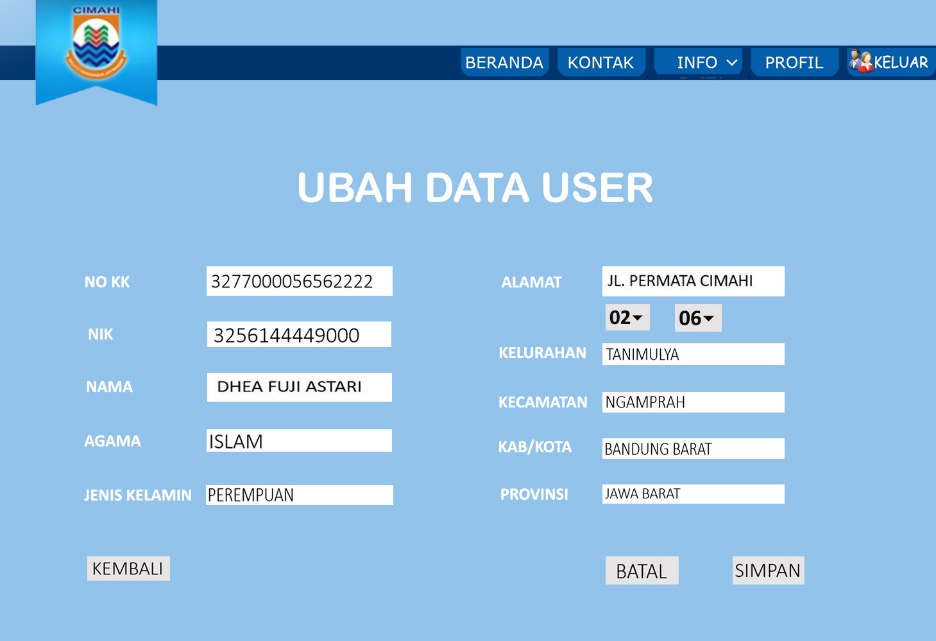 CIMAHI
BERANDA KONTAK INFO PROFIL KELUAR
UBAH DATA USER
NO KK 3277000056562222
NIK 3256144449000
NAMA DHEA FUJI ASTARI
AGAMA ISLAM
JENIS KELAMIN PEREMPUAN
ALAMAT JL. PERMATA CIMAHI
02 06
KELURAHAN TANIMULYA
KECAMATAN NGAMPRAH
KAB/KOTA BANDUNG BARAT
PROVINSI JAWA BARAT
KEMBALI BATAL SIMPAN